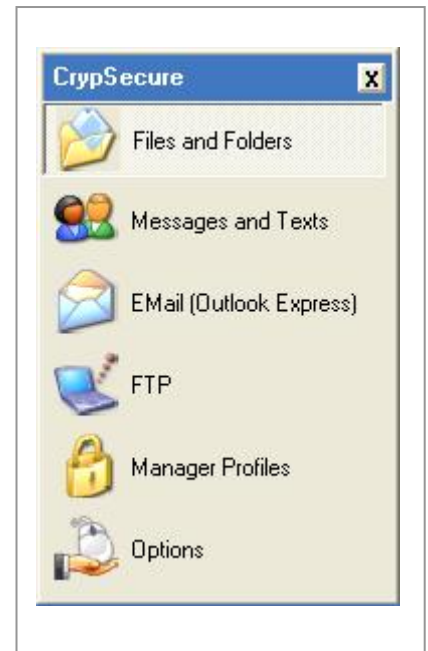 CrypSecure
Files and Folders
Messages and Texts
EMail (Outlook Express)
FTP
Manager Profiles
Options